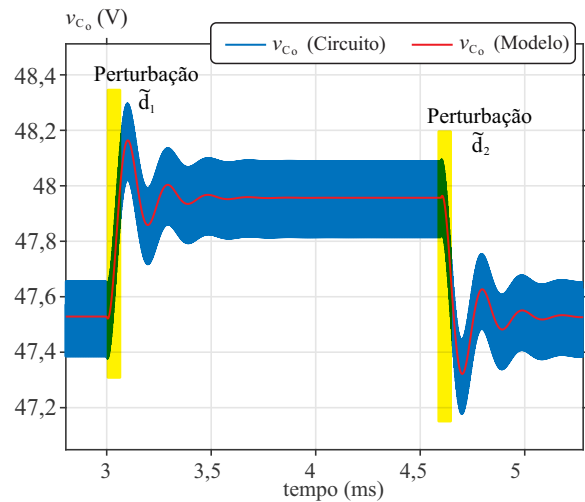 v_Co (V)
v_Co (Circuito)
v_Co (Modelo)
48,4
Perturbação
d̃₁
Perturbação
d̃₂
48,2
48
47,8
47,6
47,4
47,2
3
3,5
4
4,5
5
tempo (ms)